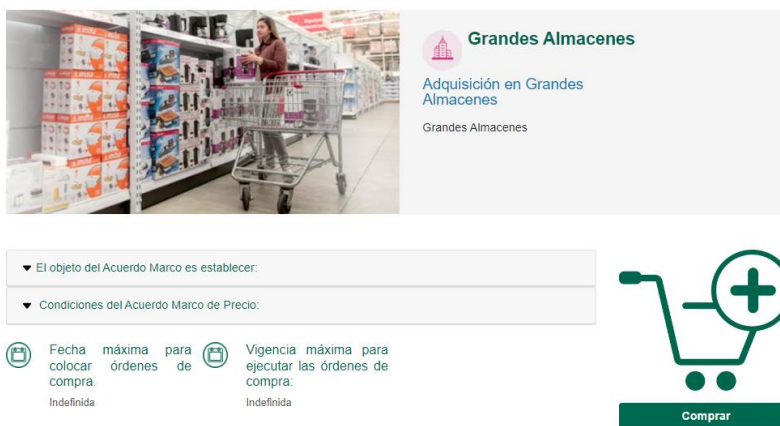 Grandes Almacenes
Adquisición en Grandes
Almacenes
Grandes Almacenes
El objeto del Acuerdo Marco es establecer:
Condiciones del Acuerdo Marco de Precio:
Fecha máxima para
colocar órdenes de
compra
Indefinida
Vigencia máxima para
ejecutar las órdenes de
compra:
Indefinida
Comprar